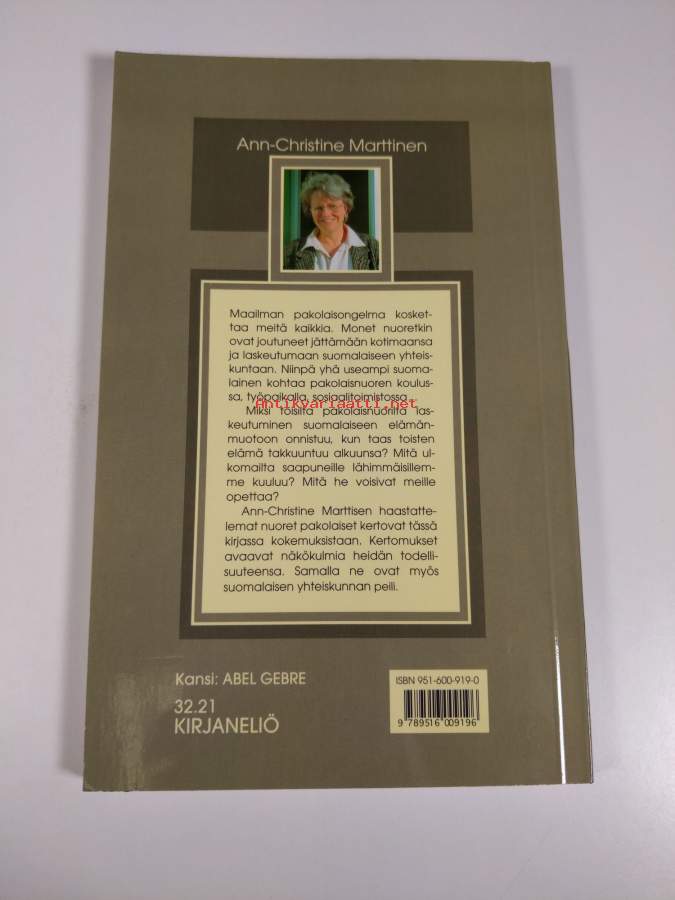 Ann-Christine Marttinen
Maailman pakolaisongelma kosket-
taa meitä kaikkia. Monet nuoretkin
ovat joutuneet jättämään kotimaansa
ja laskeutumaan suomalaiseen yhteis-
kuntaan. Niinpä yhä useampi suoma-
lainen kohtaa pakolaisnuoren koulus-
sa, työpaikalla, sosiaalitoimistossa.
Antikvariaatti.net
Miksi toisilta pakolaisnuorilta las-
keutuminen suomalaiseen elämän-
muotoon onnistuu, kun taas toisten
elämä takkuuntuu alkuunsa? Mitä ul-
komailta saapuneille lähimmäisillem-
me kuuluu? Mitä he voisivat meille
opettaa?
Ann-Christine Marttisen haastatte-
lemat nuoret pakolaiset kertovat tässä
kirjassa kokemuksistaan. Kertomukset
avaavat näkökulmia heidän todelli-
suuteensa. Samalla ne ovat myös
suomalaisen yhteiskunnan peili.
Kansi: ABEL GEBRE
32.21
KIRJANELIÖ
ISBN 951-600-919-0
9 789516 009196